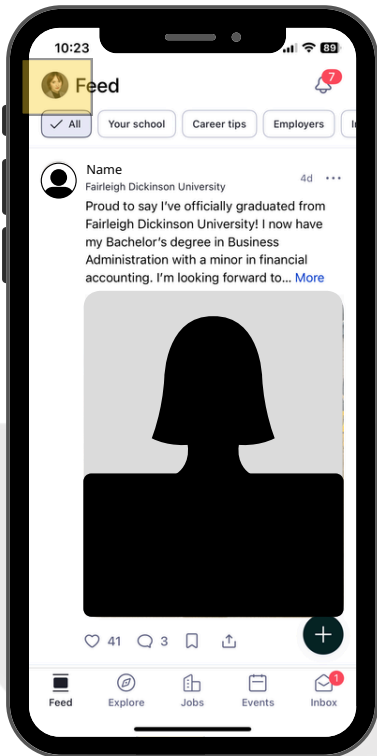 10:23
89
Feed
7
All
Your school
Career tips
Employers
Name
Fairleigh Dickinson University
4d
Proud to say I've officially graduated from
Fairleigh Dickinson University! I now have
my Bachelor's degree in Business
Administration with a minor in financial
accounting. I'm looking forward to... More
41
3
1
Feed
Explore
Jobs
Events
Inbox